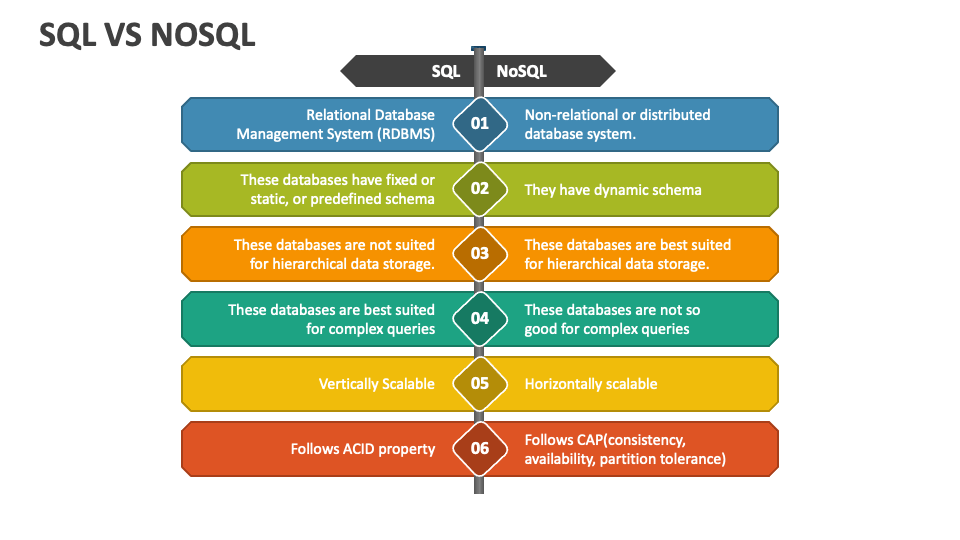 SQL VS NOSQL
SQL
NoSQL
Relational Database
Management System (RDBMS)
01
Non-relational or distributed
database system.
These databases have fixed or
static, or predefined schema
02
They have dynamic schema
These databases are not suited
for hierarchical data storage.
03
These databases are best suited
for hierarchical data storage.
These databases are best suited
for complex queries
04
These databases are not so
good for complex queries
Vertically Scalable
05
Horizontally scalable
Follows ACID property
06
Follows CAP(consistency,
availability, partition tolerance)